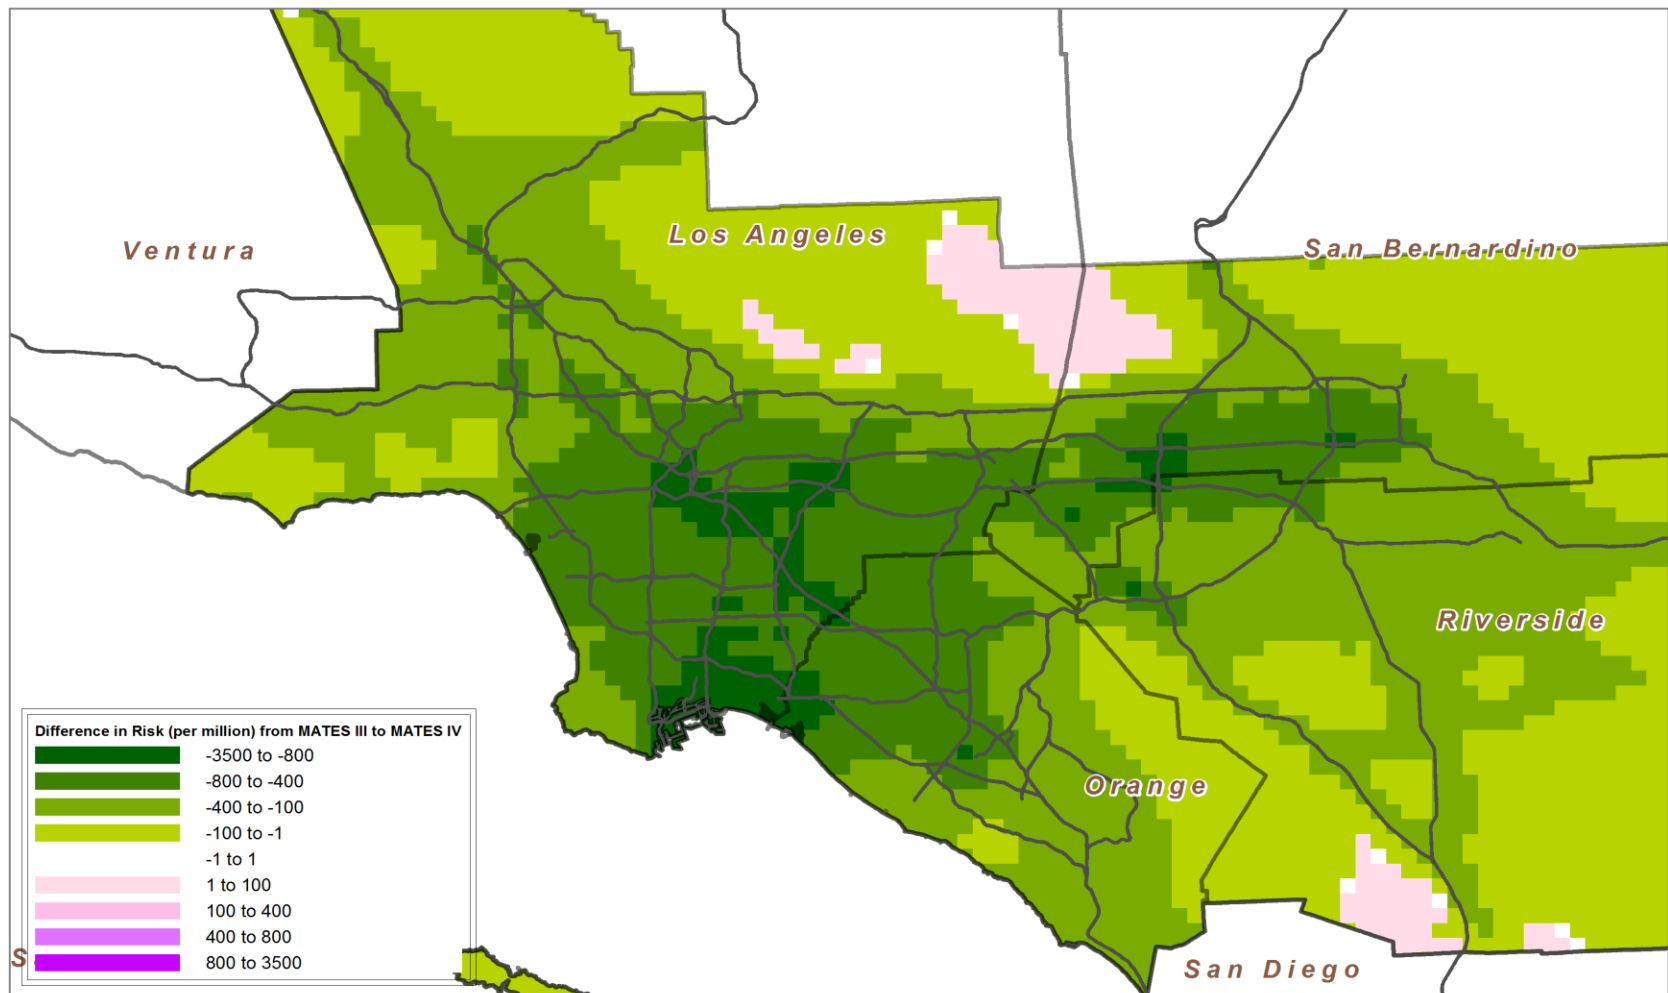 Ventura
Los Angeles
San Bernardino
Riverside
Orange
San Diego
S
Difference in Risk (per million) from MATES III to MATES IV
-3500 to -800
-800 to -400
-400 to -100
-100 to -1
-1 to 1
1 to 100
100 to 400
400 to 800
800 to 3500